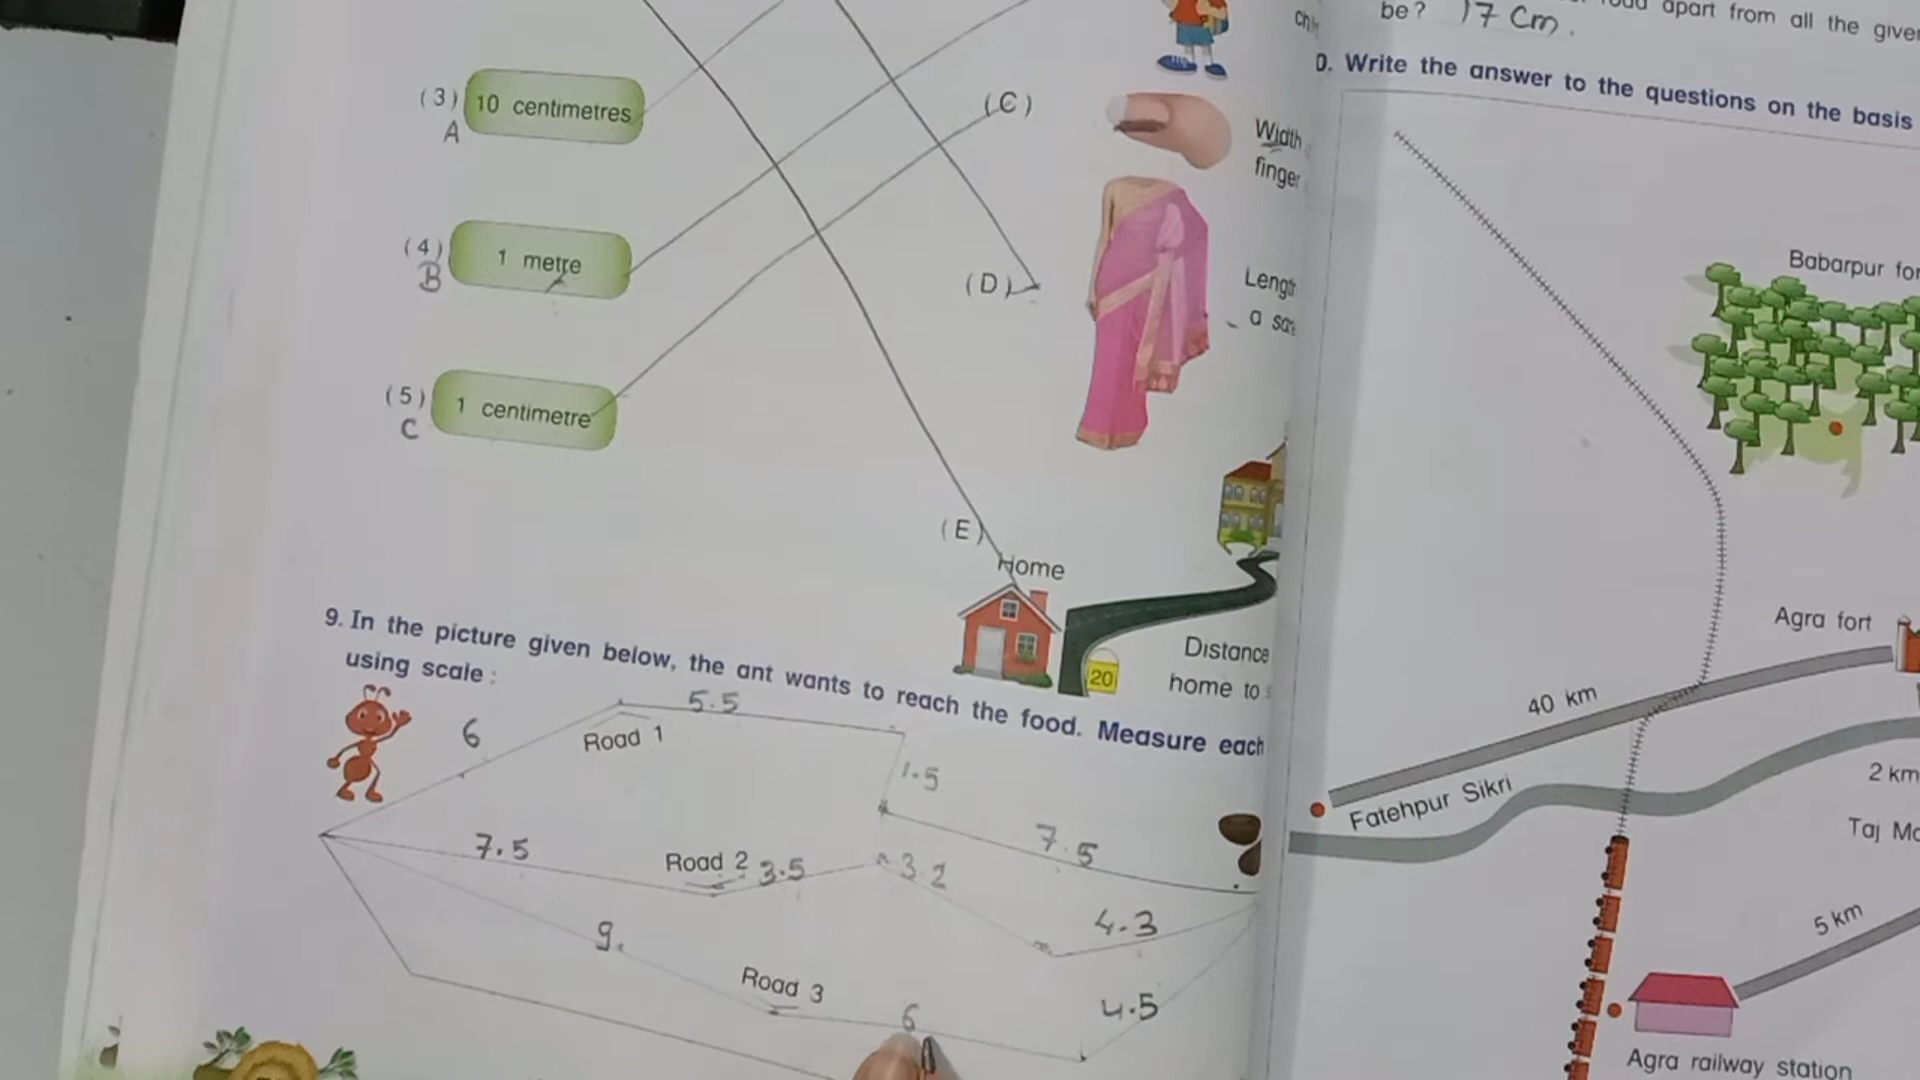 (3) 10 centimetres
A
(4) 1 metre
B
(5) 1 centimetre
C
(C)
Width
finger
(D)
Length
(E)
Home
20
Distance
home to
9. In the picture given below, the ant wants to reach the food. Measure each
using scale :
6
5.5
Road 1
1.5
7.5
7.5
Road 2
3.5
3.2
4.3
9.
Road 3
6
4.5
apart from all the given
be? 17 cm.
Write the answer to the questions on the basis
Babarpur
Agra fort
40 km
Fatehpur Sikri
2 km
Taj
5 km
Agra railway station